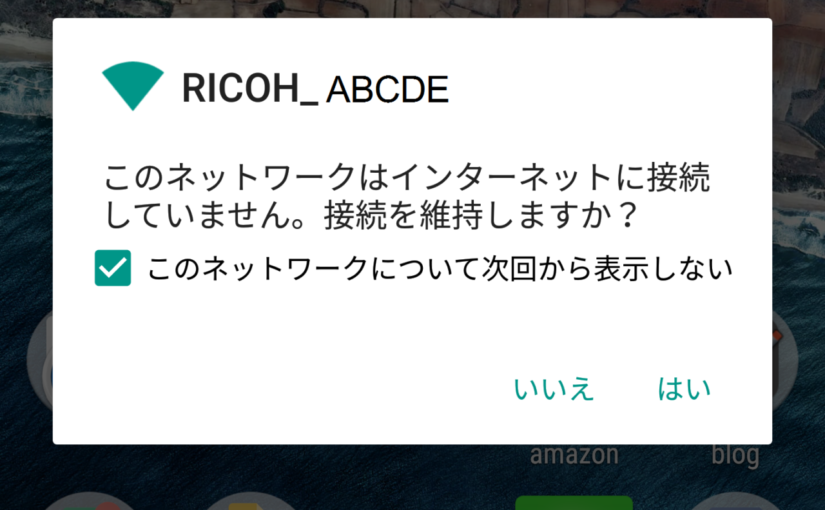 RICOH_ ABCDE
このネットワークはインターネットに接続
していません。接続を維持しますか？
このネットワークについて次回から表示しない
いいえ はい
amazon blog